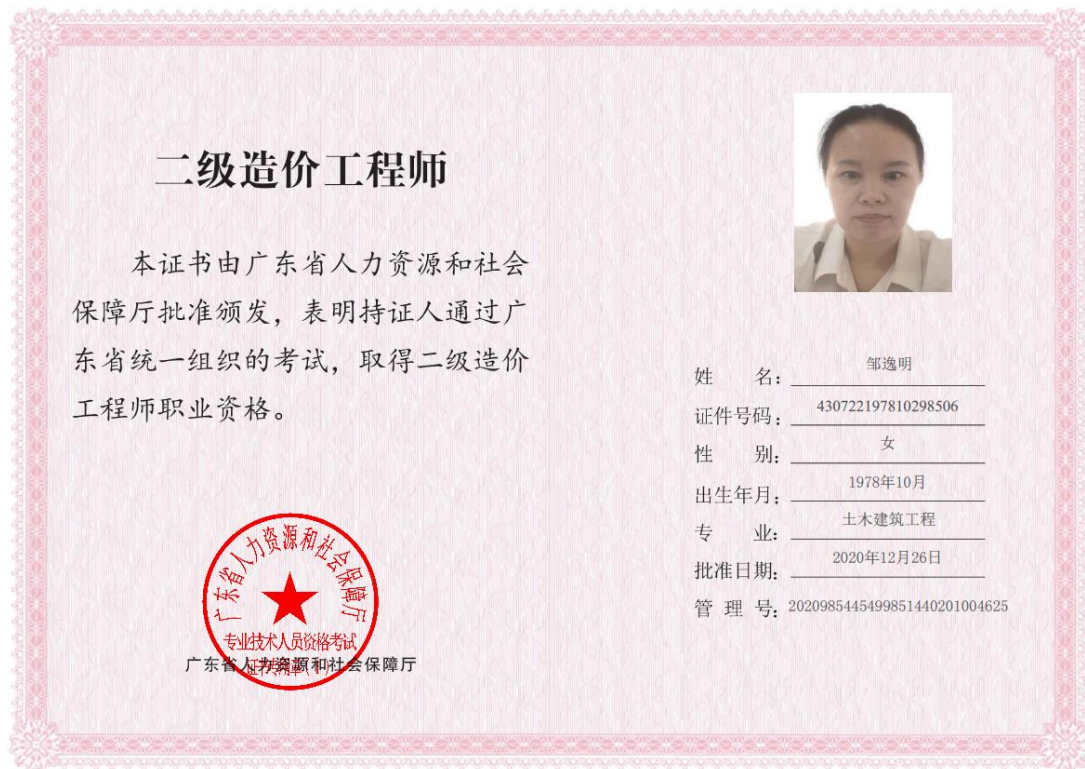 二级造价工程师
本证书由广东省人力资源和社会
保障厅批准颁发，表明持证人通过广
东省统一组织的考试，取得二级造价
工程师职业资格。
广东省人力资源和社会保障厅
专业技术人员资格考试
广东省人力资源和社会保障厅
姓　　名：邹逸明
证件号码：430722197810298506
性　　别：女
出生年月：1978年10月
专　　业：土木建筑工程
批准日期：2020年12月26日
管 理 号：2020985445499851440201004625